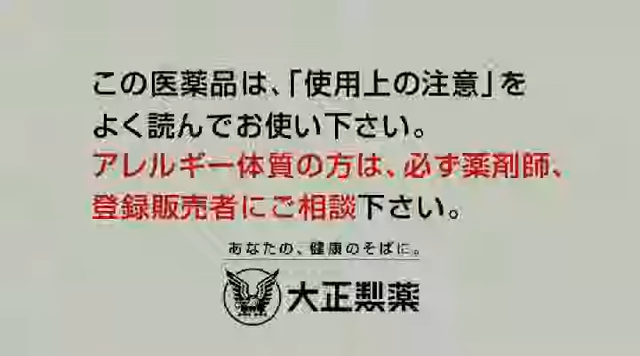 この医薬品は、「使用上の注意」を
よく読んでお使い下さい。
アレルギー体質の方は、必ず薬剤師、
登録販売者にご相談下さい。
あなたの、健康のそばに。
大正製薬